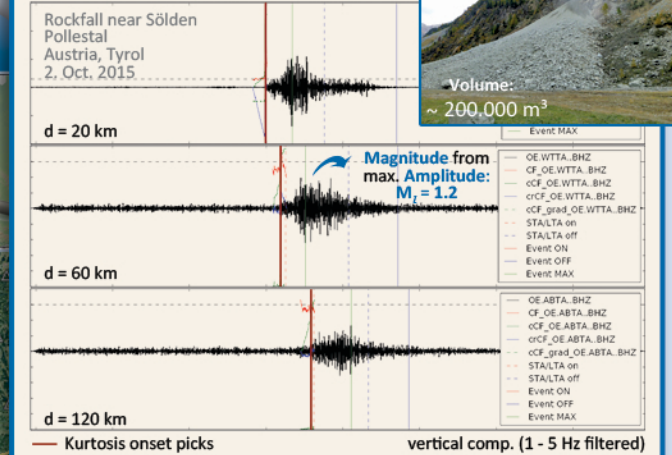 Rockfall near Sölden
Pollestal
Austria, Tyrol
2. Oct. 2015
d = 20 km
Volume:
~ 200.000 m³
Event MAX
Magnitude from
max. Amplitude:
Mₗ = 1.2
d = 60 km
OE.WTTA..BHZ
CF_OE.WTTA..BHZ
cCF_OE.WTTA..BHZ
crCF_OE.WTTA..BHZ
cCF_grad_OE.WTTA..BHZ
STA/LTA on
STA/LTA off
Event ON
Event OFF
Event MAX
d = 120 km
OE.ABTA..BHZ
CF_OE.ABTA..BHZ
cCF_OE.ABTA..BHZ
crCF_OE.ABTA..BHZ
cCF_grad_OE.ABTA..BHZ
STA/LTA on
STA/LTA off
Event ON
Event OFF
Event MAX
Kurtosis onset picks
vertical comp. (1 - 5 Hz filtered)